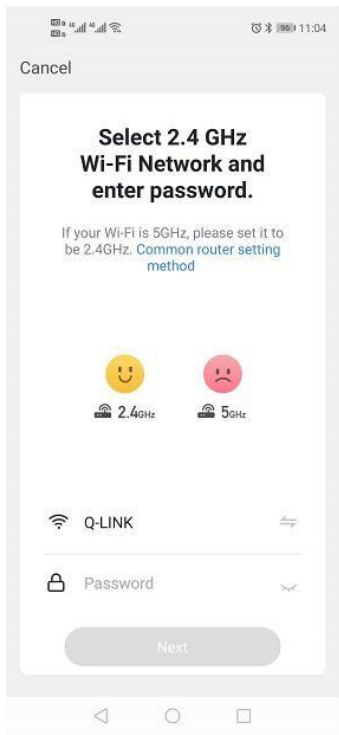 11:04
Cancel
Select 2.4 GHz
Wi-Fi Network and
enter password.
If your Wi-Fi is 5GHz, please set it to
be 2.4GHz. Common router setting
method
2.4GHz 5GHz
Q-LINK
Password
Next